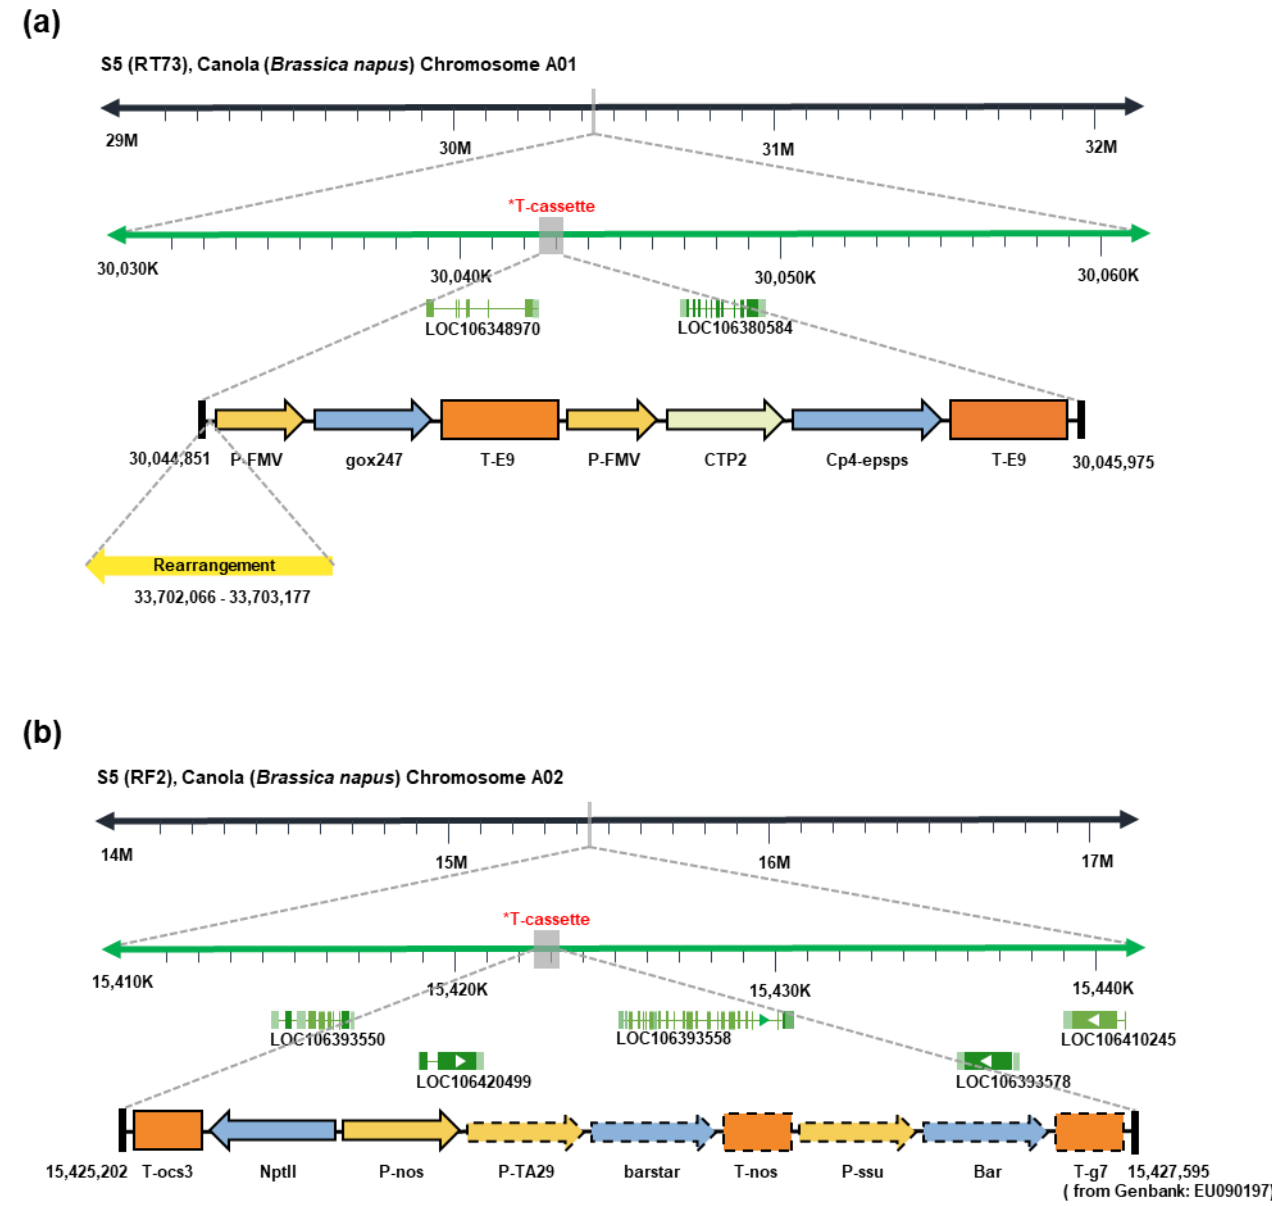 (a)
S5 (RT73), Canola (Brassica napus) Chromosome A01
29M 30M 31M 32M
*T-cassette
30,030K 30,040K 30,050K 30,060K
LOC106348970 LOC106380584
30,044,851 P-FMV gox247 T-E9 P-FMV CTP2 Cp4-epsps T-E9 30,045,975
Rearrangement
33,702,066 - 33,703,177
(b)
S5 (RF2), Canola (Brassica napus) Chromosome A02
14M 15M 16M 17M
*T-cassette
15,410K 15,420K 15,430K 15,440K
LOC106393550 LOC106393558 LOC106410245
LOC106420499 LOC106393578
15,425,202 T-ocs3 NptII P-nos P-TA29 barstar T-nos P-ssu Bar T-g7 15,427,595
( from Genbank: EU090197)